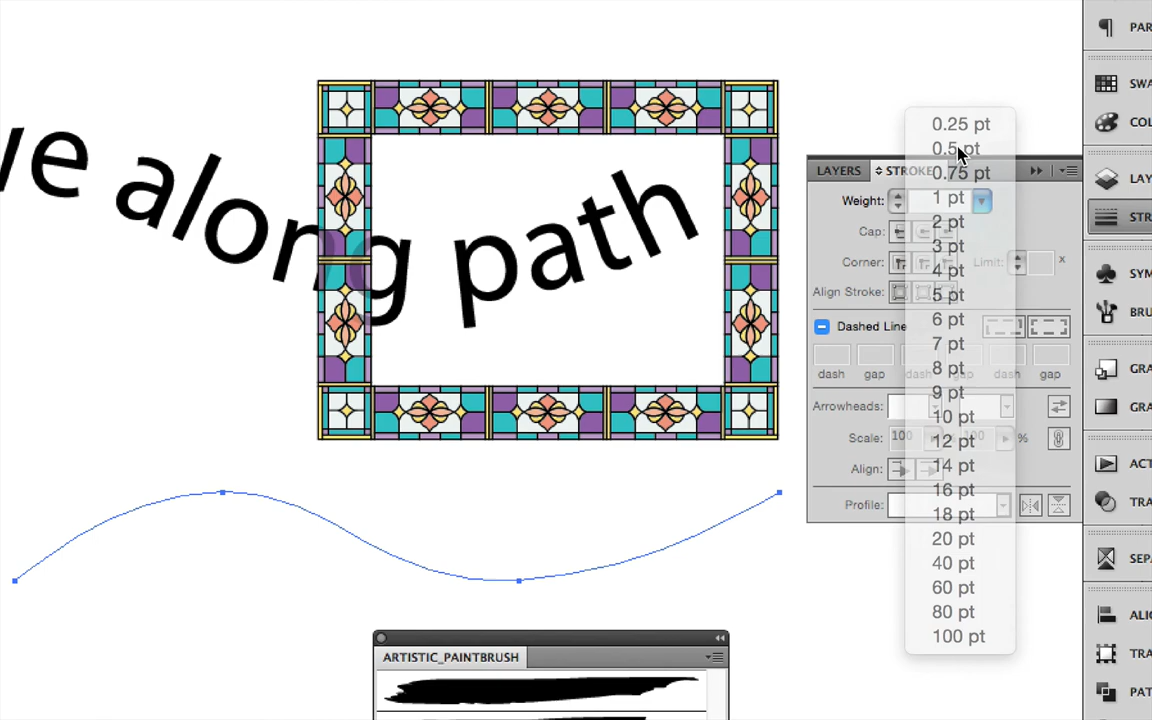 ve along path
PAR
SWA
COL
LAY
STR
SYM
BRU
GRA
GRA
ACT
TRA
SEP
ALI
TRA
PAT
LAYERS
STROKE
Weight:
Cap:
Corner:
Limit:
x
Align Stroke:
Dashed Line
dash gap dash gap dash gap
Arrowheads:
Scale: 100 100 %
Align:
Profile:
0.25 pt
0.5 pt
0.75 pt
1 pt
2 pt
3 pt
4 pt
5 pt
6 pt
7 pt
8 pt
9 pt
10 pt
12 pt
14 pt
16 pt
18 pt
20 pt
40 pt
60 pt
80 pt
100 pt
ARTISTIC_PAINTBRUSH